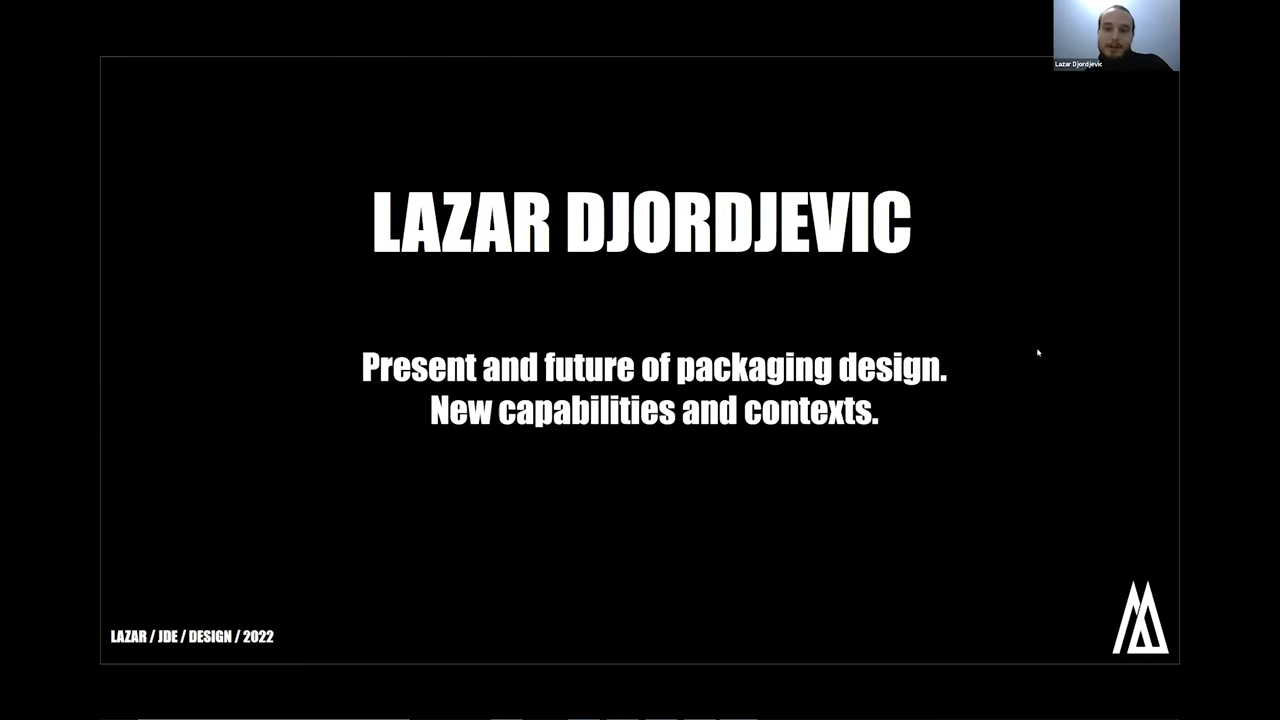 Lazar Djordjevic
LAZAR DJORDJEVIC
Present and future of packaging design.
New capabilities and contexts.
LAZAR / JDE / DESIGN / 2022